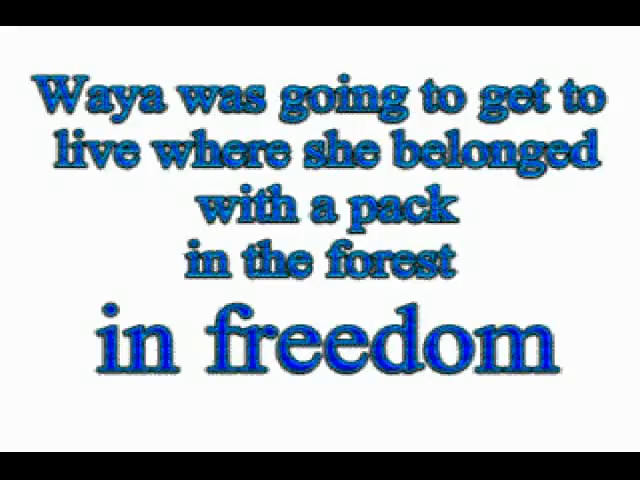 Waya was going to get to
live where she belonged
with a pack
in the forest
in freedom